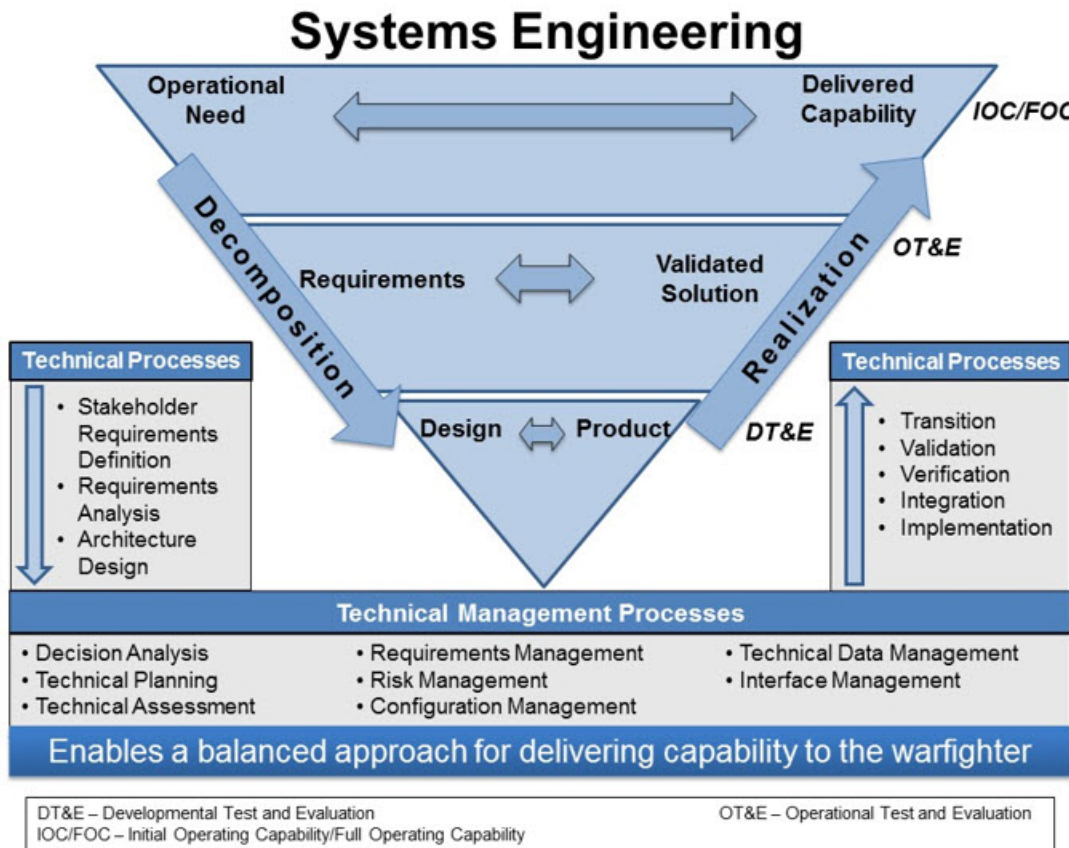 Systems Engineering
Operational
Need
Delivered
Capability
IOC/FOC
Decomposition
Realization
OT&E
Requirements
Validated
Solution
Technical Processes
• Stakeholder
Requirements
Definition
• Requirements
Analysis
• Architecture
Design
Design
Product
DT&E
Technical Processes
• Transition
• Validation
• Verification
• Integration
• Implementation
Technical Management Processes
• Decision Analysis
• Technical Planning
• Technical Assessment
• Requirements Management
• Risk Management
• Configuration Management
• Technical Data Management
• Interface Management
Enables a balanced approach for delivering capability to the warfighter
DT&E – Developmental Test and Evaluation
OT&E – Operational Test and Evaluation
IOC/FOC – Initial Operating Capability/Full Operating Capability